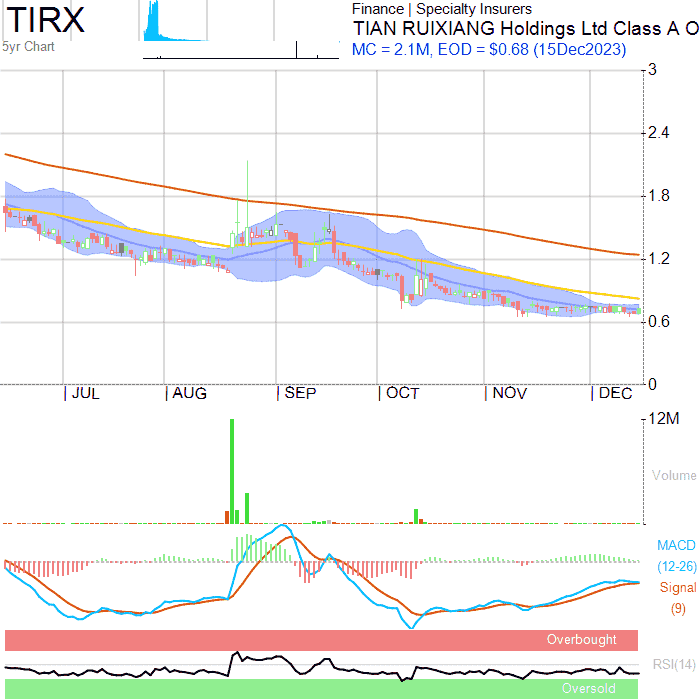 TIRX
5yr Chart
Finance | Specialty Insurers
TIAN RUIXIANG Holdings Ltd Class A O
MC = 2.1M, EOD = $0.68 (15Dec2023)
3
2.4
1.8
1.2
0.6
0
JUL AUG SEP OCT NOV DEC
12M
Volume
MACD
(12-26)
Signal
(9)
Overbought
RSI(14)
Oversold